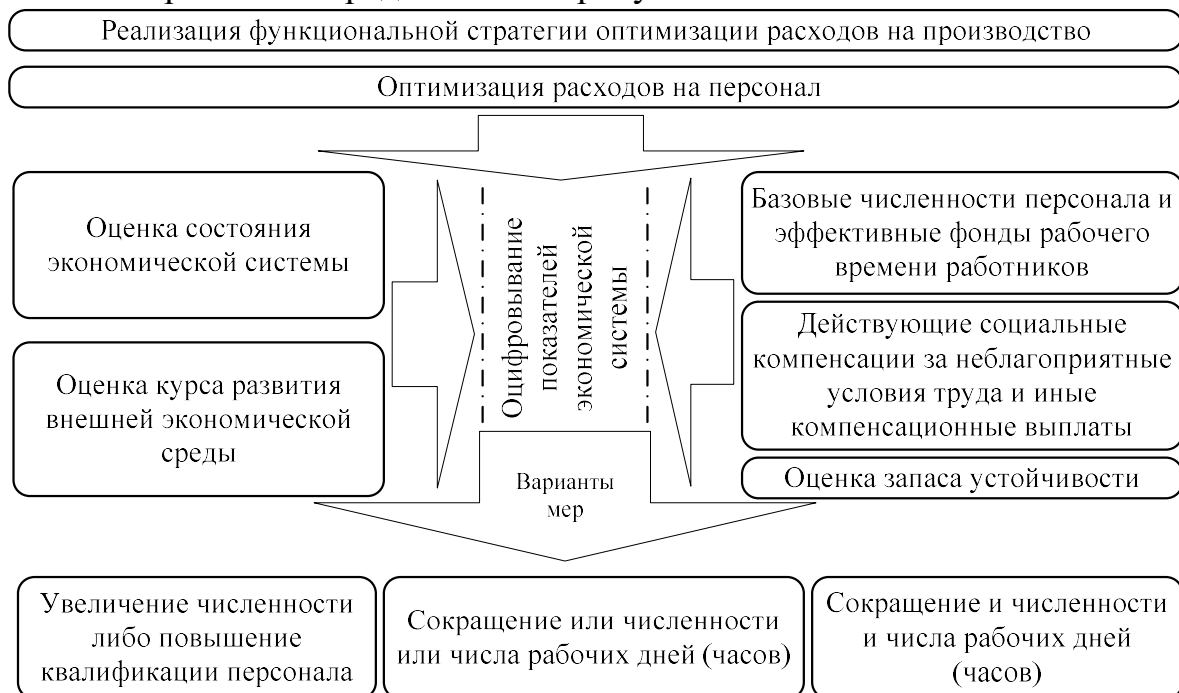 Реализация функциональной стратегии оптимизации расходов на производство
Оптимизация расходов на персонал
Оценка состояния
экономической системы
Оценка курса развития
внешней экономической
среды
Оцифровывание
показателей
экономической
системы
Базовые численности персонала и
эффективные фонды рабочего
времени работников
Действующие социальные
компенсации за неблагоприятные
условия труда и иные
компенсационные выплаты
Оценка запаса устойчивости
Варианты
мер
Увеличение численности
либо повышение
квалификации персонала
Сокращение или численности
или числа рабочих дней (часов)
Сокращение и численности
и числа рабочих дней
(часов)